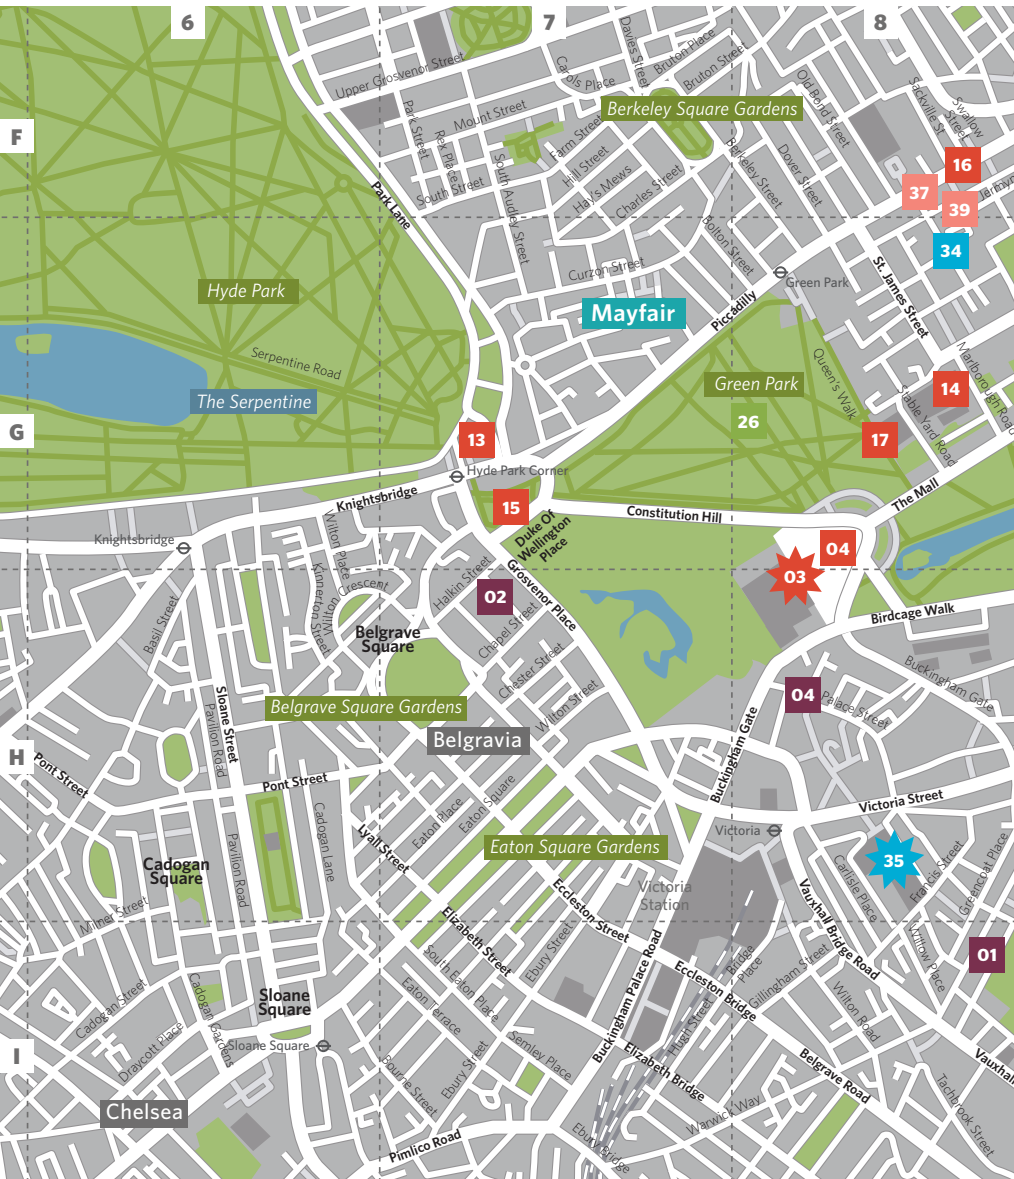 6
7
8
F
G
H
I
Upper Grosvenor Street
Carols Place
Davies Street
Bruton Place
Bruton Street
Old Bond Street
Sackville St
Swallow
Street
Park Street
Rek Place
Mount Street
Berkeley Square Gardens
South Street
South Audley Street
Farm Street
Hill Street
Hay's Mews
Charles Street
Berkeley Street
Dover Street
16
37
39
Jermyn
34
Park Lane
Bolton Street
Curzon Street
Green Park
St. James Street
Hyde Park
Mayfair
Piccadilly
Serpentine Road
The Serpentine
Green Park
26
Queen's Walk
Marlborough Road
14
Stable Yard Road
17
13
Hyde Park Corner
Knightsbridge
15
Duke Of
Wellington
Place
Constitution Hill
The Mall
04
03
Knightsbridge
Wilton Place
Kinnerton Street
Wilton Crescent
Halkin Street
02
Grosvenor Place
Birdcage Walk
Basil Street
Belgrave
Square
Chapel Street
Chester Street
Wilton Street
Buckingham Gate
04
Palace Street
Belgrave Square Gardens
Belgravia
Sloane Street
Pavilion Road
Buckingham Gate
Pont Street
Pont Street
Victoria Street
Cadogan Lane
Eaton Place
Eaton Square
Eaton Square Gardens
Victoria
Lyall Street
Pavilion Road
Cadogan
Square
35
Carlisle Place
Francis Street
Greencoat Place
Victoria
Station
Milner Street
Eccleston Street
Vauxhall Bridge Road
Elizabeth Street
Ebury Street
Willow Place
01
South Eaton Place
Eaton Terrace
Buckingham Palace Road
Eccleston Bridge
Bridge
Place
Gillingham Street
Wilton Road
Cadogan Street
Cadogan Gardens
Sloane
Square
Sloane Square
Draycott Place
Hugh Street
Semley Place
Elizabeth Bridge
Belgrave Road
Vauxhall
Bourne Street
Ebury Street
Tachbrook Street
Chelsea
Warwick Way
Pimlico Road
Ebury Bridge